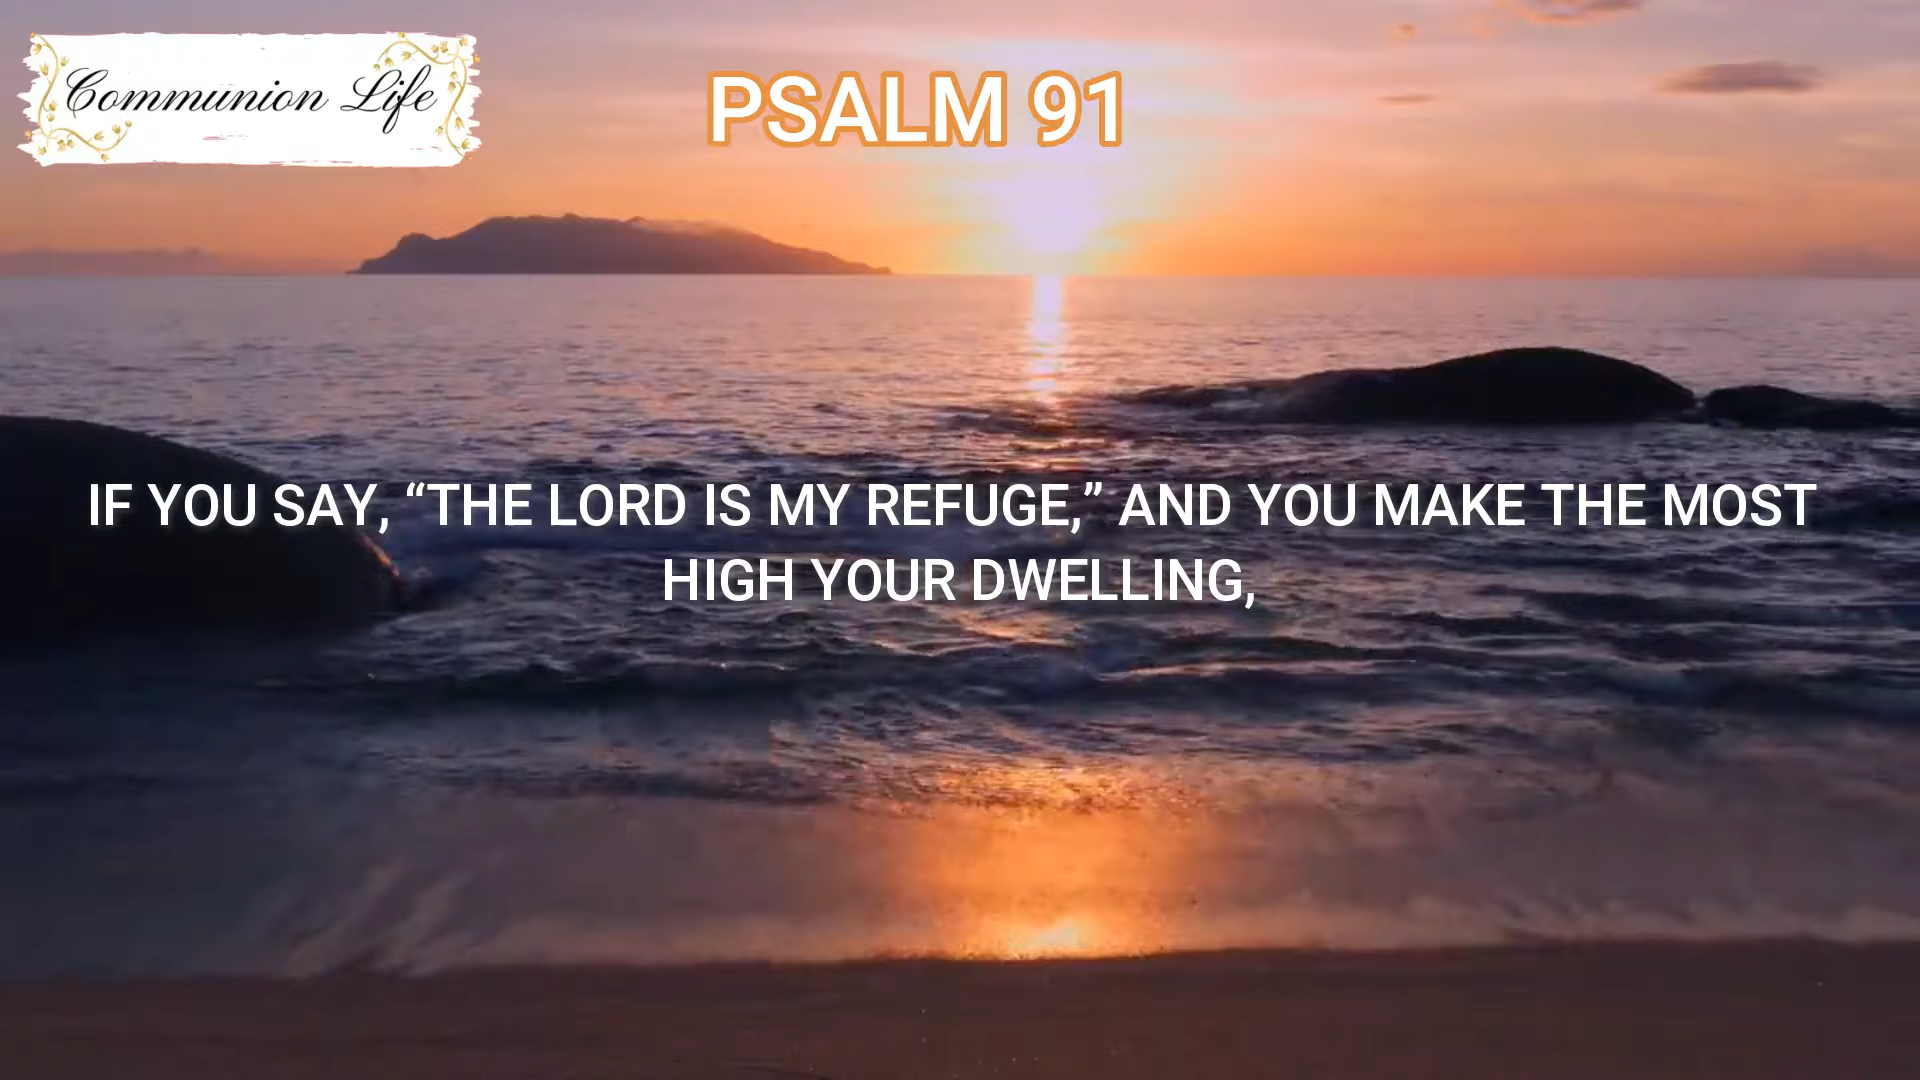 Communion Life
PSALM 91
IF YOU SAY, “THE LORD IS MY REFUGE,” AND YOU MAKE THE MOST
HIGH YOUR DWELLING,